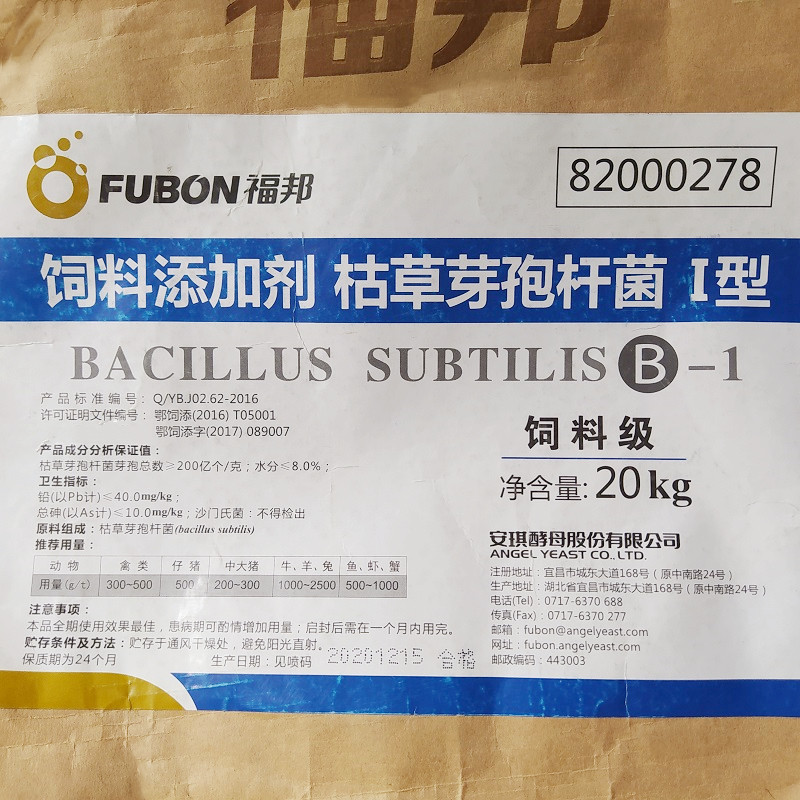 福邦
FUBON 福邦
82000278
饲料添加剂 枯草芽孢杆菌 I型
BACILLUS SUBTILIS B-1
产品标准编号：Q/YBJ02.62-2016
许可证明文件编号：鄂饲添(2016) T05001
鄂饲添字(2017) 089007
产品成分分析保证值：
枯草芽孢杆菌芽孢总数≥200亿个/克；水分≤8.0%；
卫生指标：
铅(以Pb计)≤40.0mg/kg；
总砷(以As计)≤10.0mg/kg；沙门氏菌：不得检出
原料组成：枯草芽孢杆菌(bacillus subtilis)
推荐用量：
动物 禽类 仔猪 中大猪 牛、羊、兔 鱼、虾、蟹
用量(g/t) 300~500 500 200~300 1000~2500 500~1000
注意事项：
本品全期使用效果最佳，患病期可酌情增加用量；启封后需在一个月内用完。
贮存条件及方法：贮存于通风干燥处，避免阳光直射。
保质期为24个月 生产日期：见喷码 20201215 合格
饲料级
净含量: 20kg
安琪酵母股份有限公司
ANGEL YEAST CO., LTD.
注册地址：宜昌市城东大道168号（原中南路24号）
生产地址：湖北省宜昌市城东大道168号（原中南路24号）
电话(Tel)：0717-6370 688
传真(Fax)：0717-6370 277
邮箱：fubon@angelyeast.com
网址：fubon.angelyeast.com
邮政编码：443003